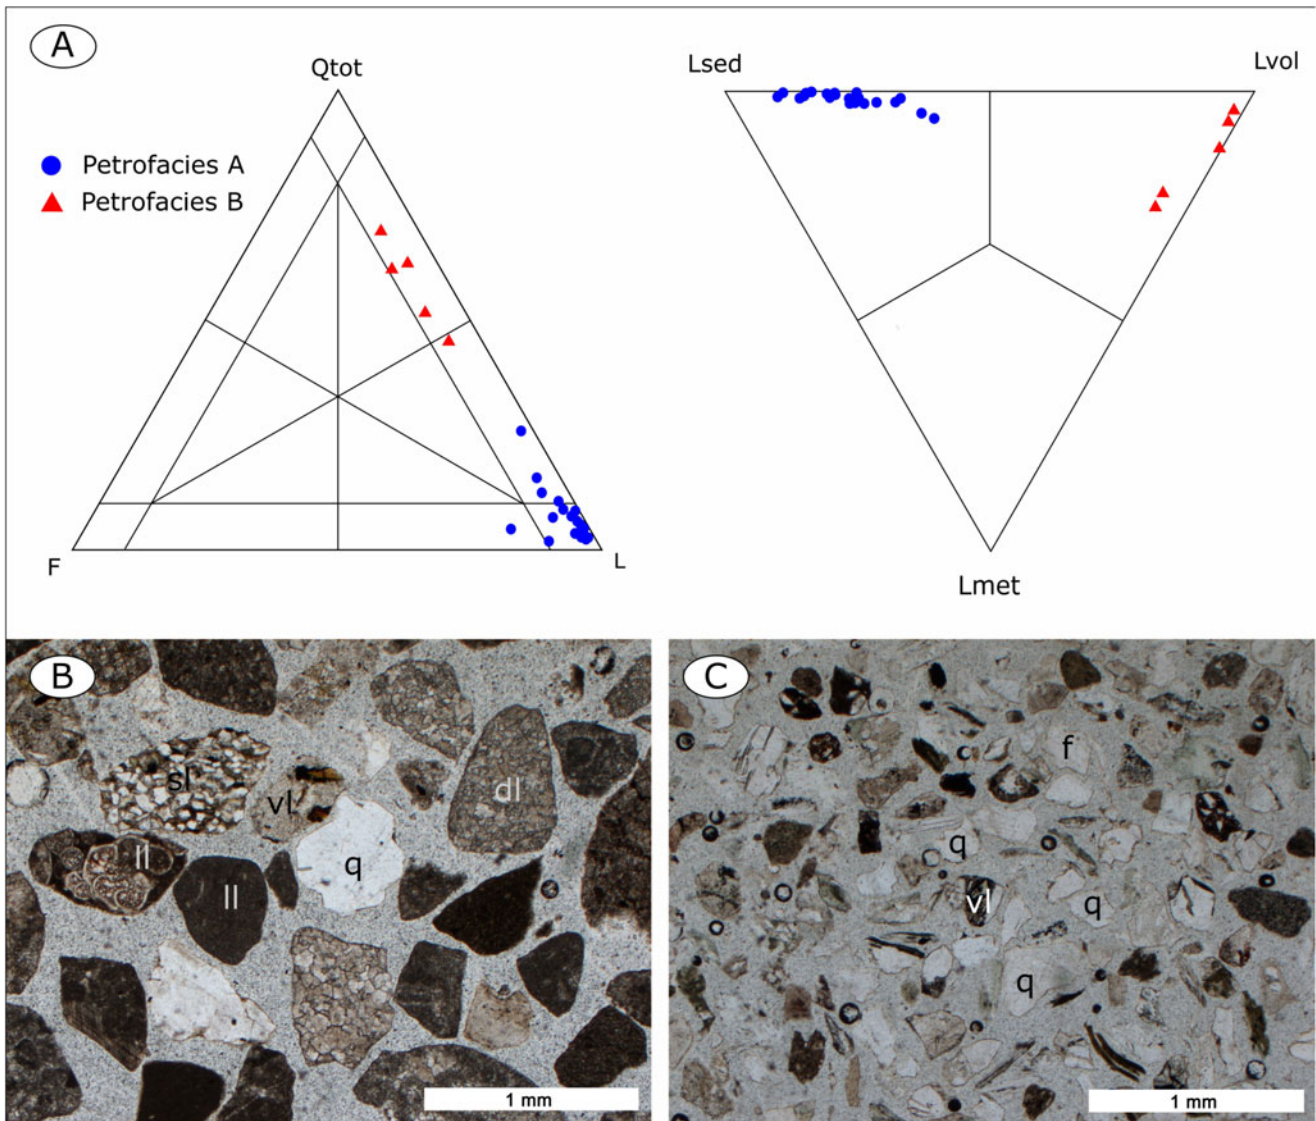 A
Qtot
Petrofacies A
Petrofacies B
F
L
Lsed
Lvol
Lmet
B
sl
vl
dl
ll
ll
q
1 mm
C
f
q
vl
q
q
1 mm